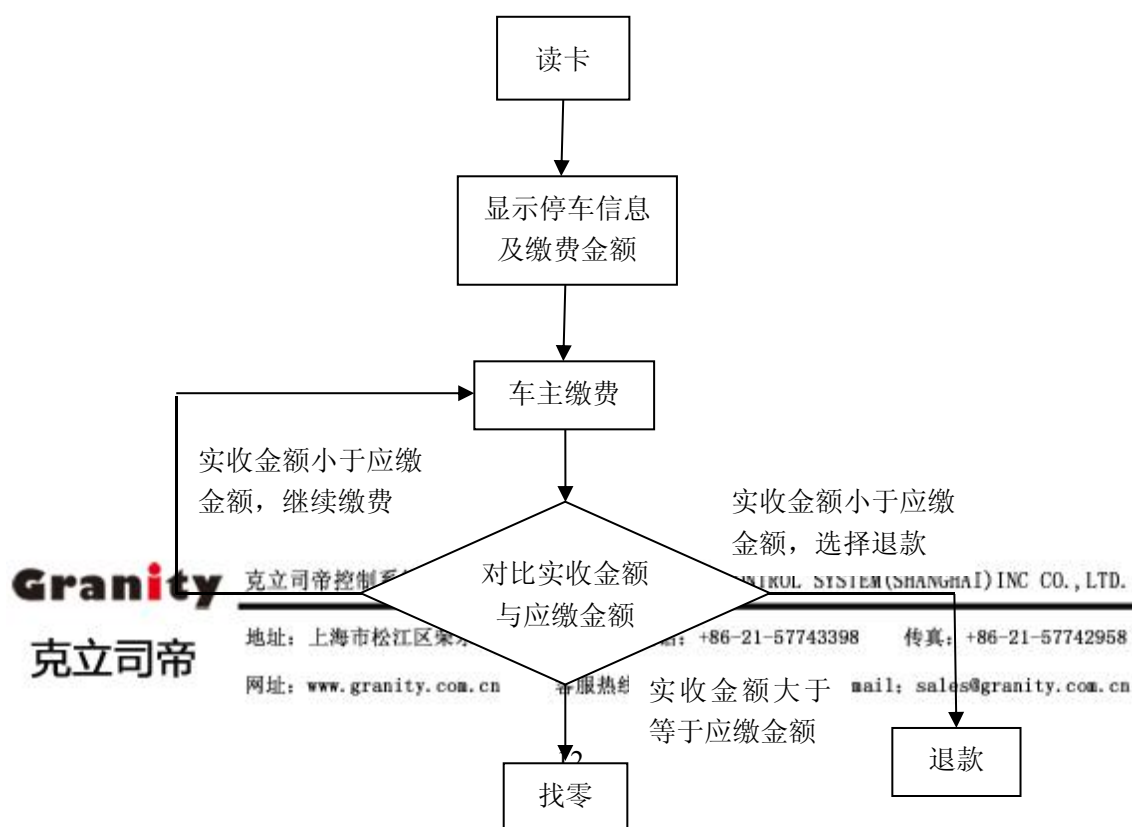 读卡
显示停车信息
及缴费金额
车主缴费
实收金额小于应缴
金额，继续缴费
实收金额小于应缴
金额，选择退款
对比实收金额
与应缴金额
Granity
克立司帝
克立司帝控制系
SYSTEM(SHANGHAI)INC CO.,LTD.
地址: 上海市松江区荣
+86-21-57743398 传真: +86-21-57742958
网址: www.granity.com.cn 客服热线
mail: sales@granity.com.cn
实收金额大于
等于应缴金额
退款
找零